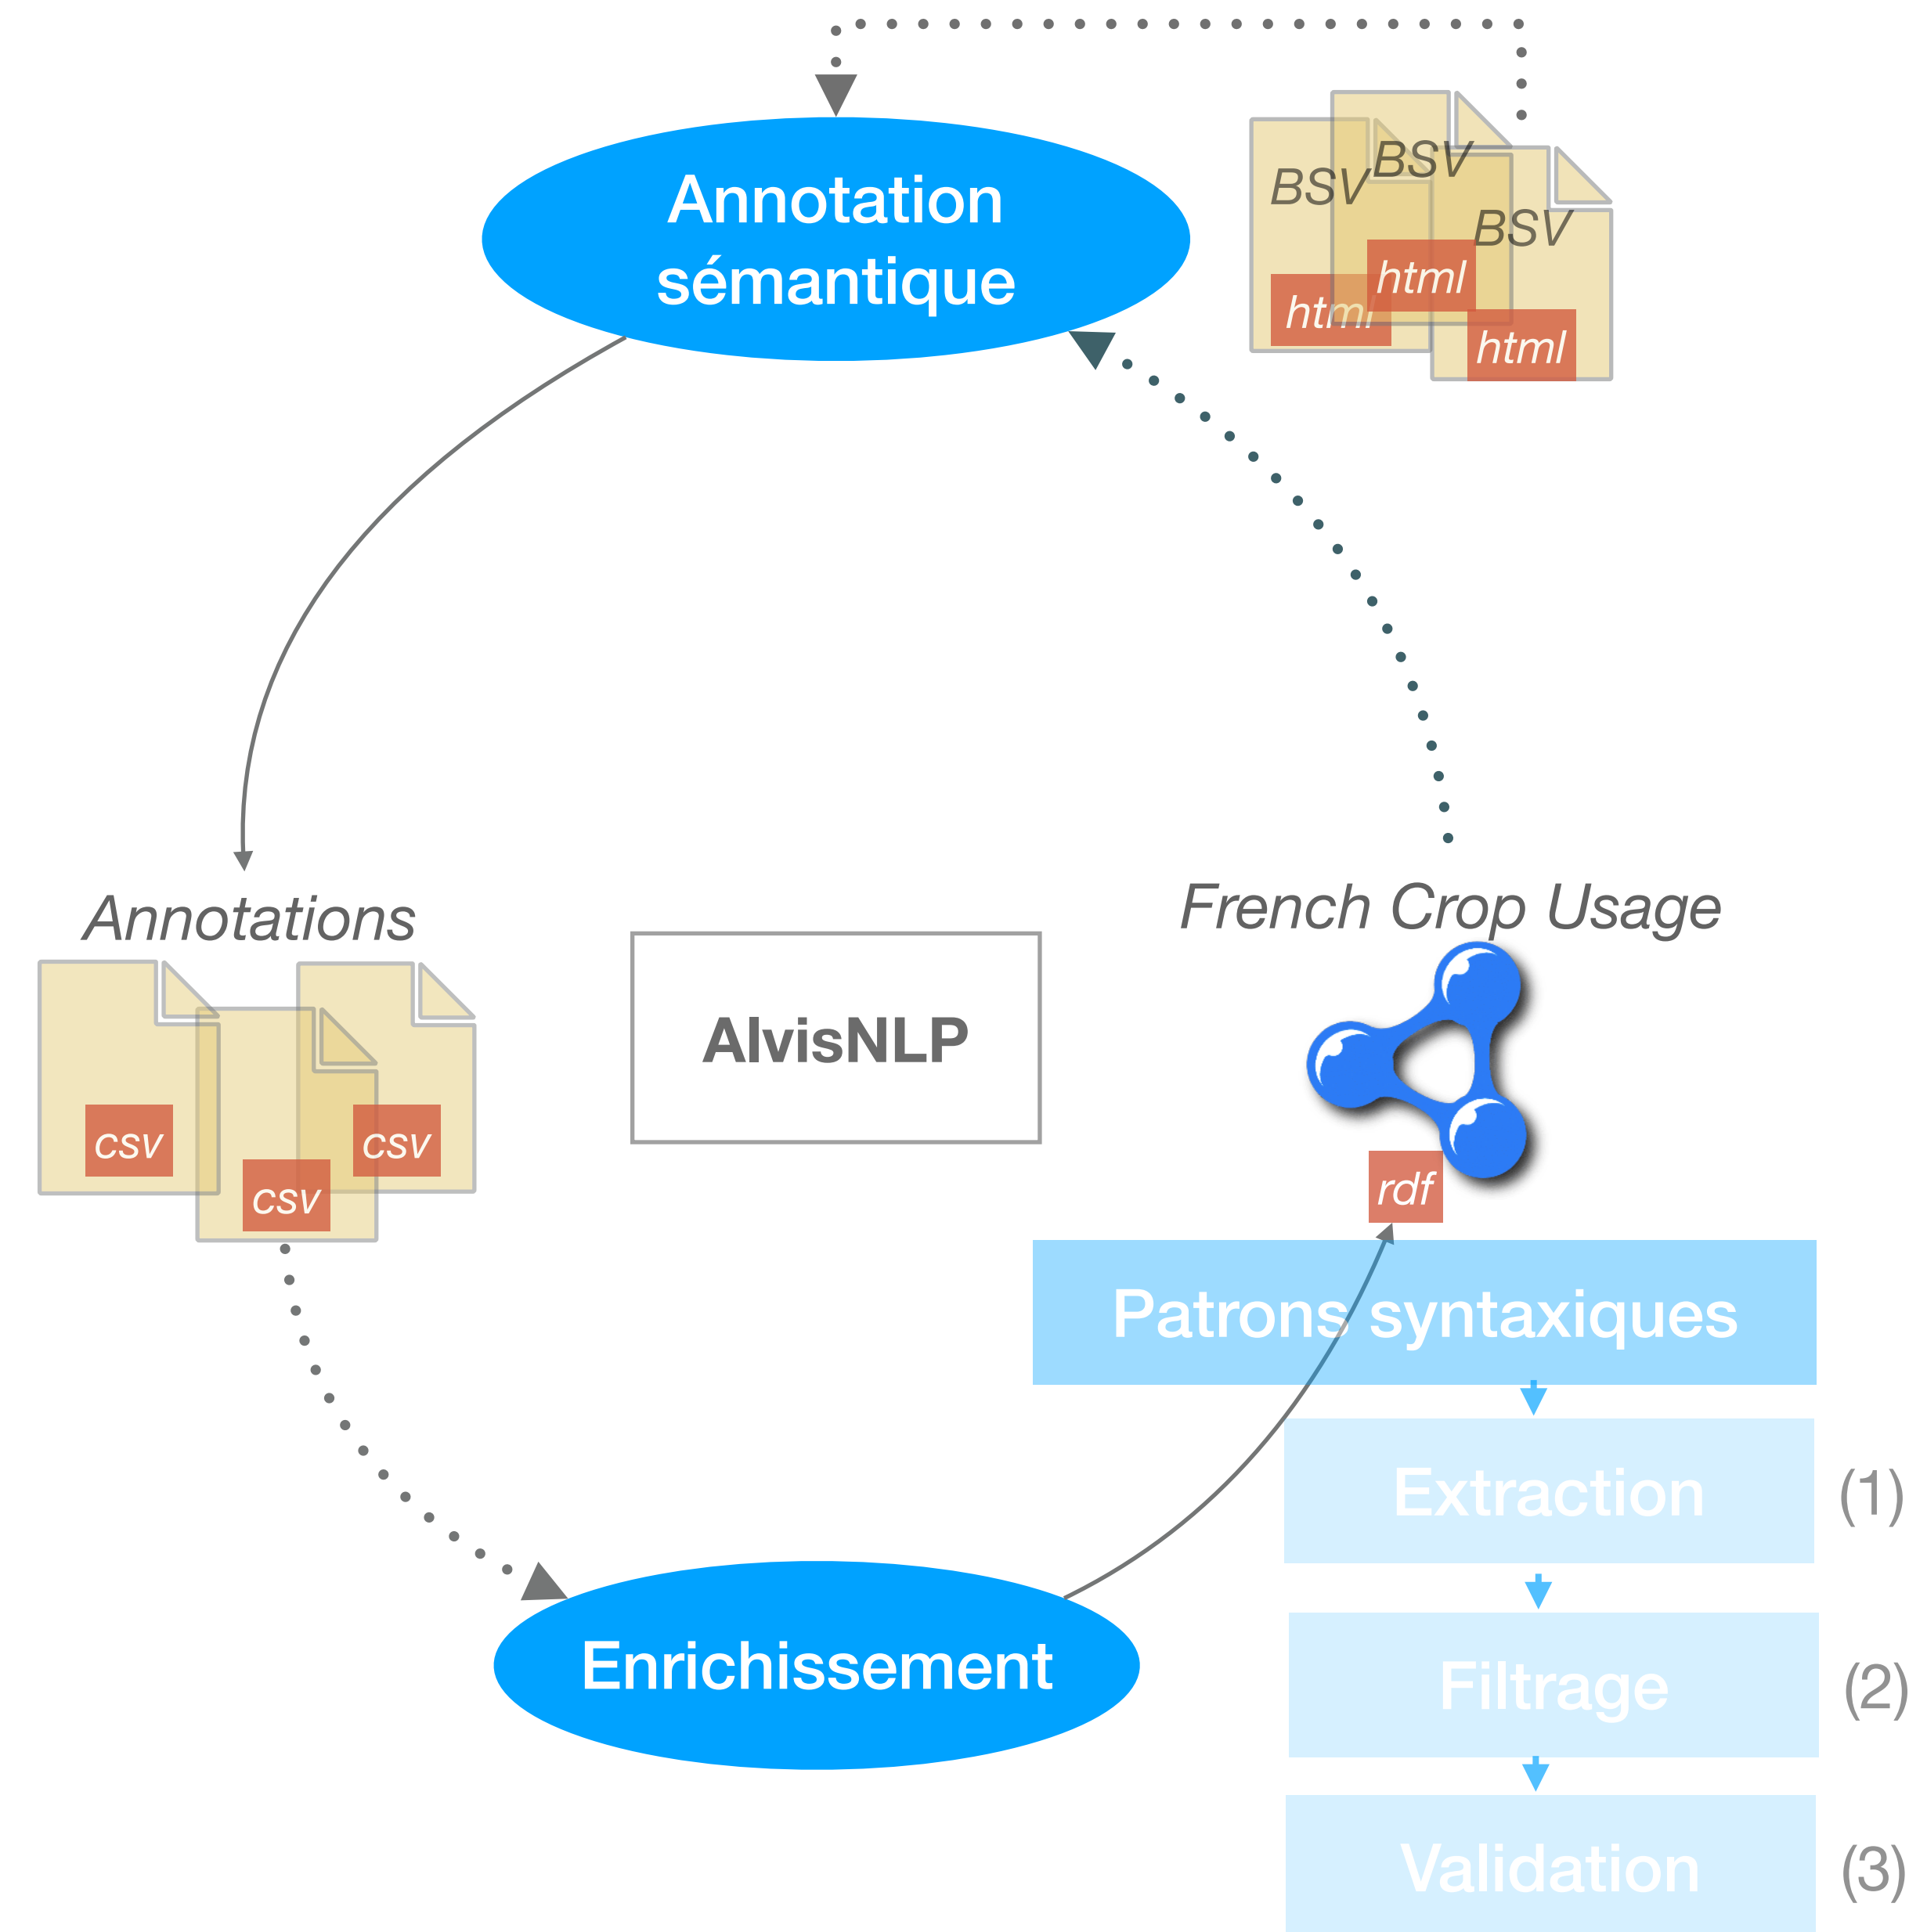 Annotation
sémantique
BSV
BSV
BSV
html
html
html
Annotations
csv
csv
csv
AlvisNLP
French Crop Usage
rdf
Patrons syntaxiques
Extraction
(1)
Enrichissement
Filtrage
(2)
Validation
(3)